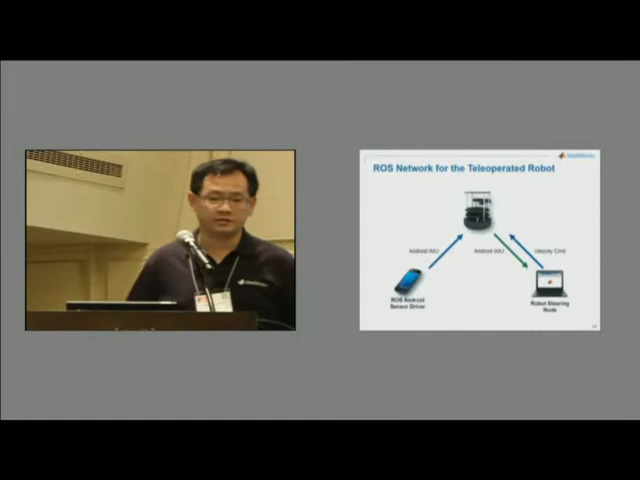 MathWorks
ROS Network for the Teleoperated Robot
Android IMU
Android IMU
Velocity Cmd
ROS Android
Sensor Driver
Robot Steering
Node